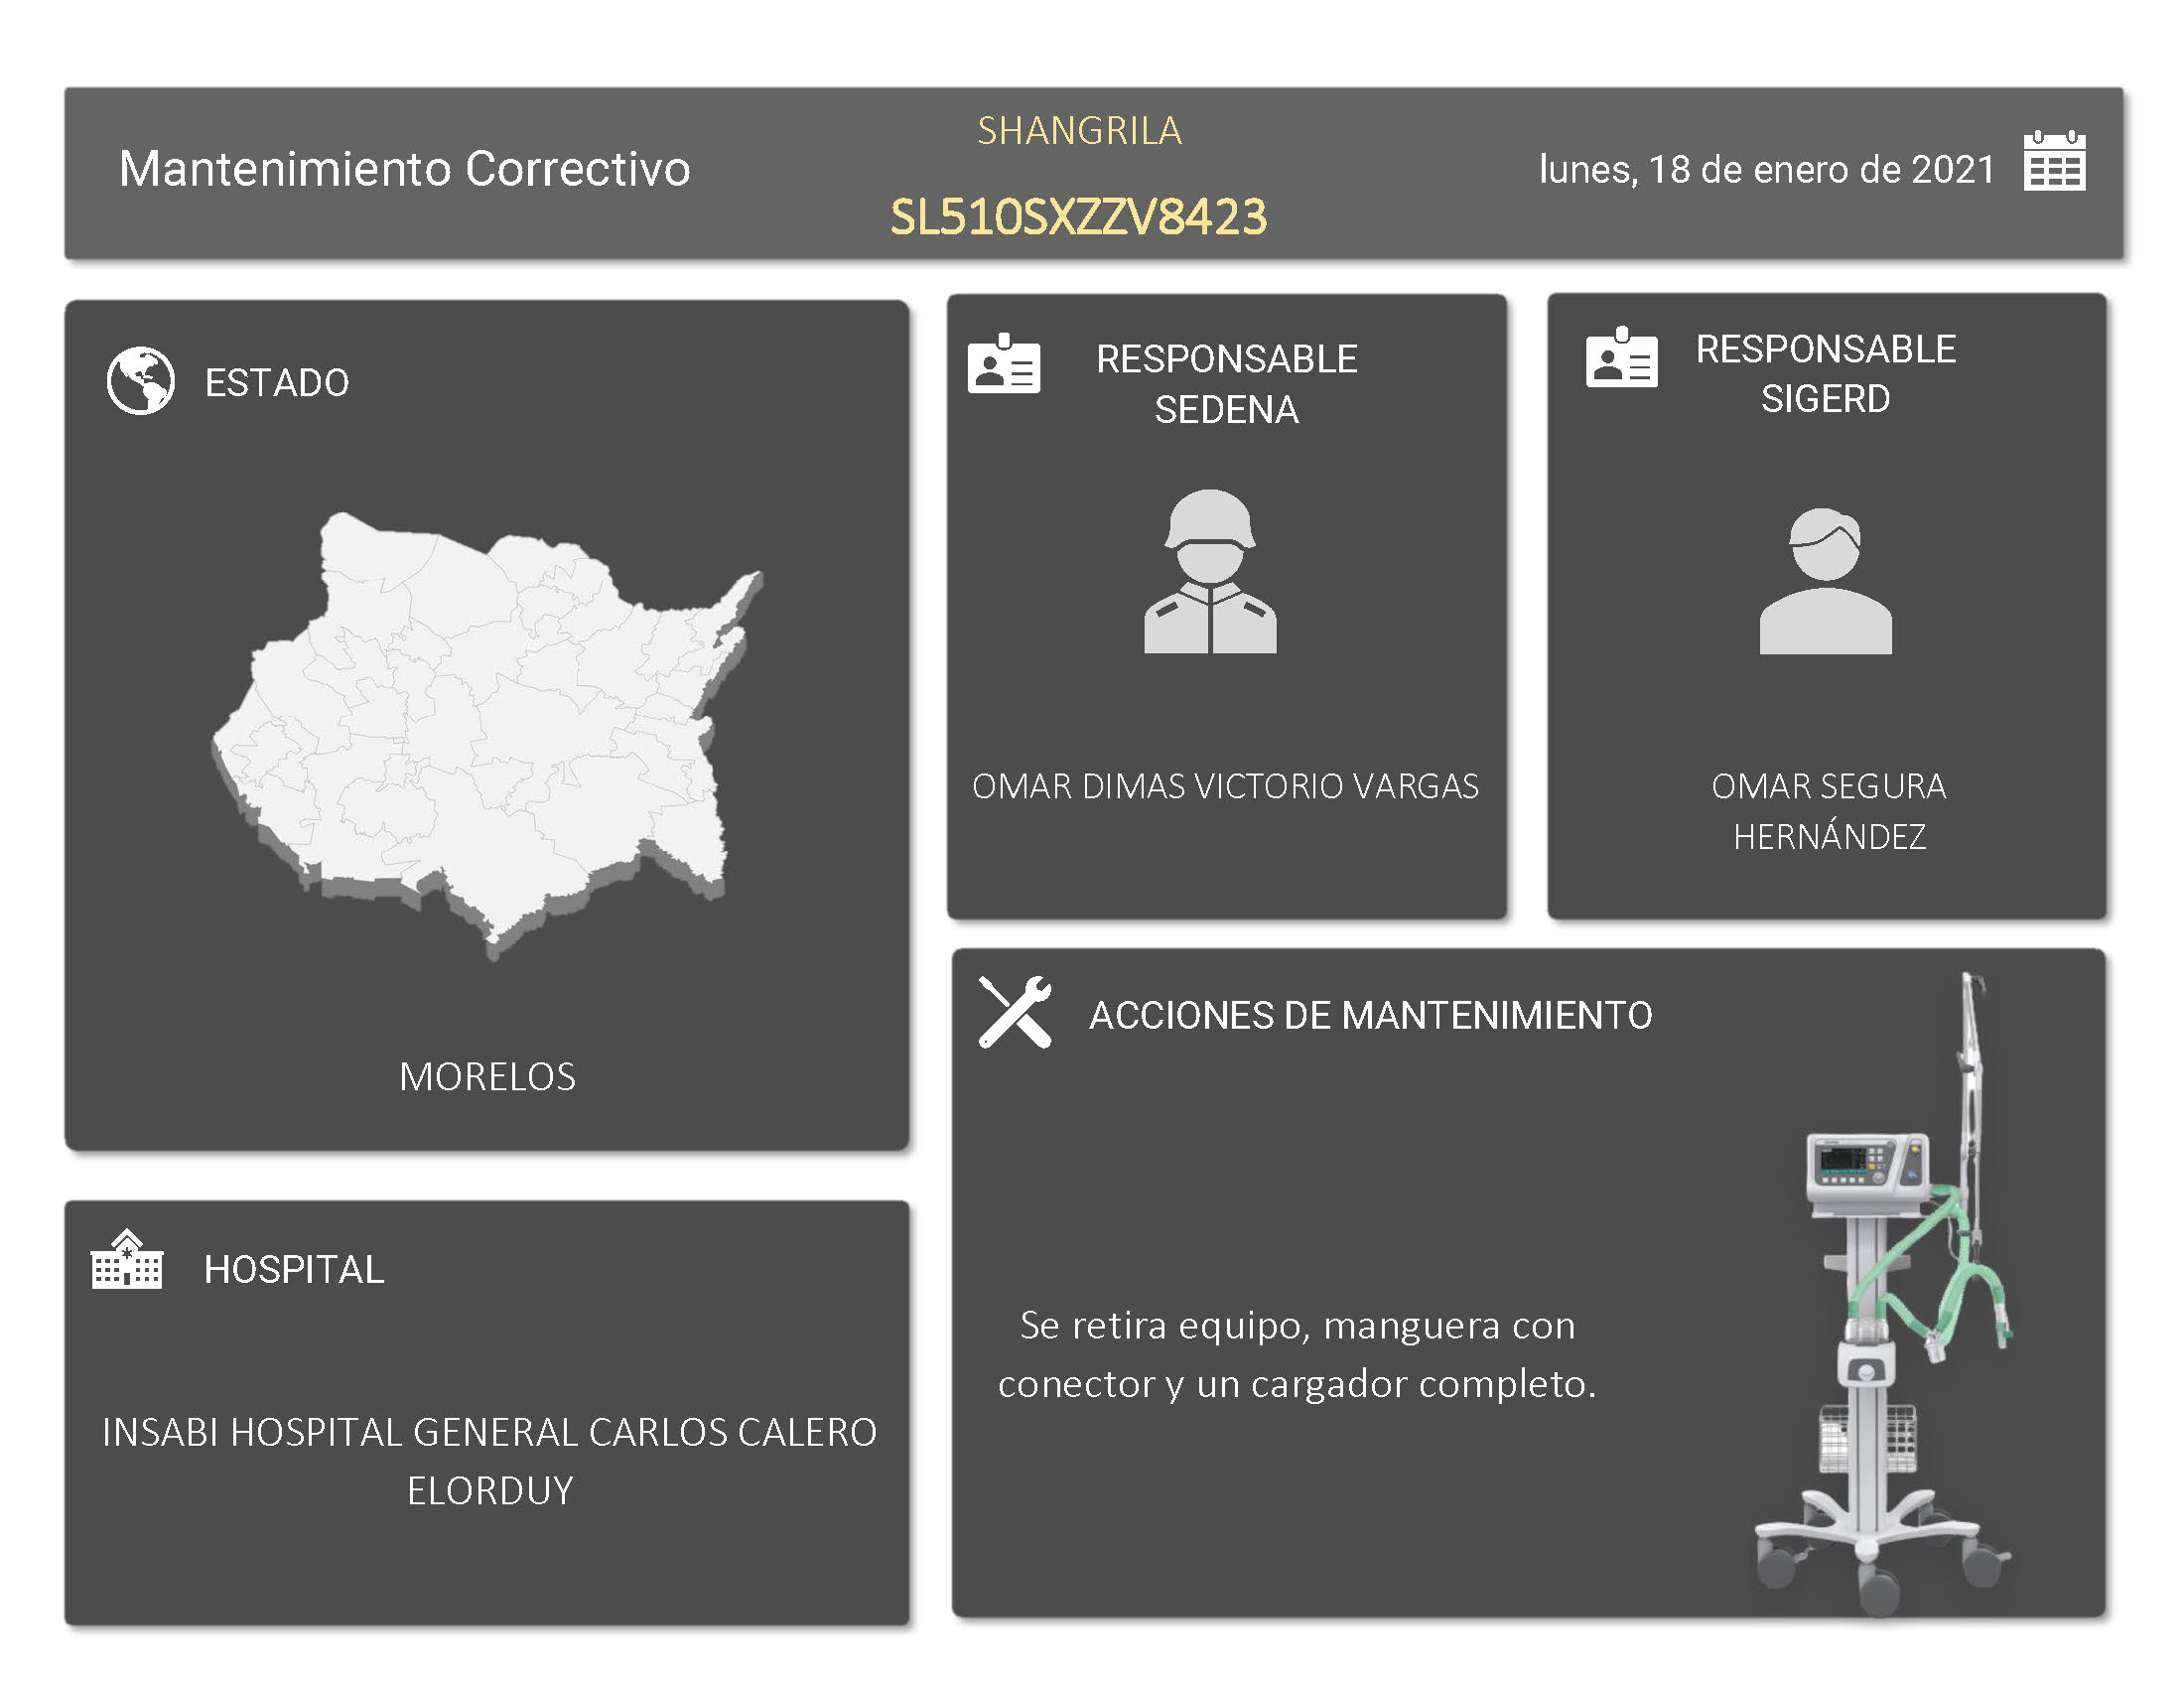 Mantenimiento Correctivo
SHANGRILA
SL510SXZZV8423
lunes, 18 de enero de 2021
ESTADO
MORELOS
RESPONSABLE
SEDENA
OMAR DIMAS VICTORIO VARGAS
RESPONSABLE
SIGERD
OMAR SEGURA
HERNÁNDEZ
HOSPITAL
INSABI HOSPITAL GENERAL CARLOS CALERO
ELORDUY
ACCIONES DE MANTENIMIENTO
Se retira equipo, manguera con
conector y un cargador completo.